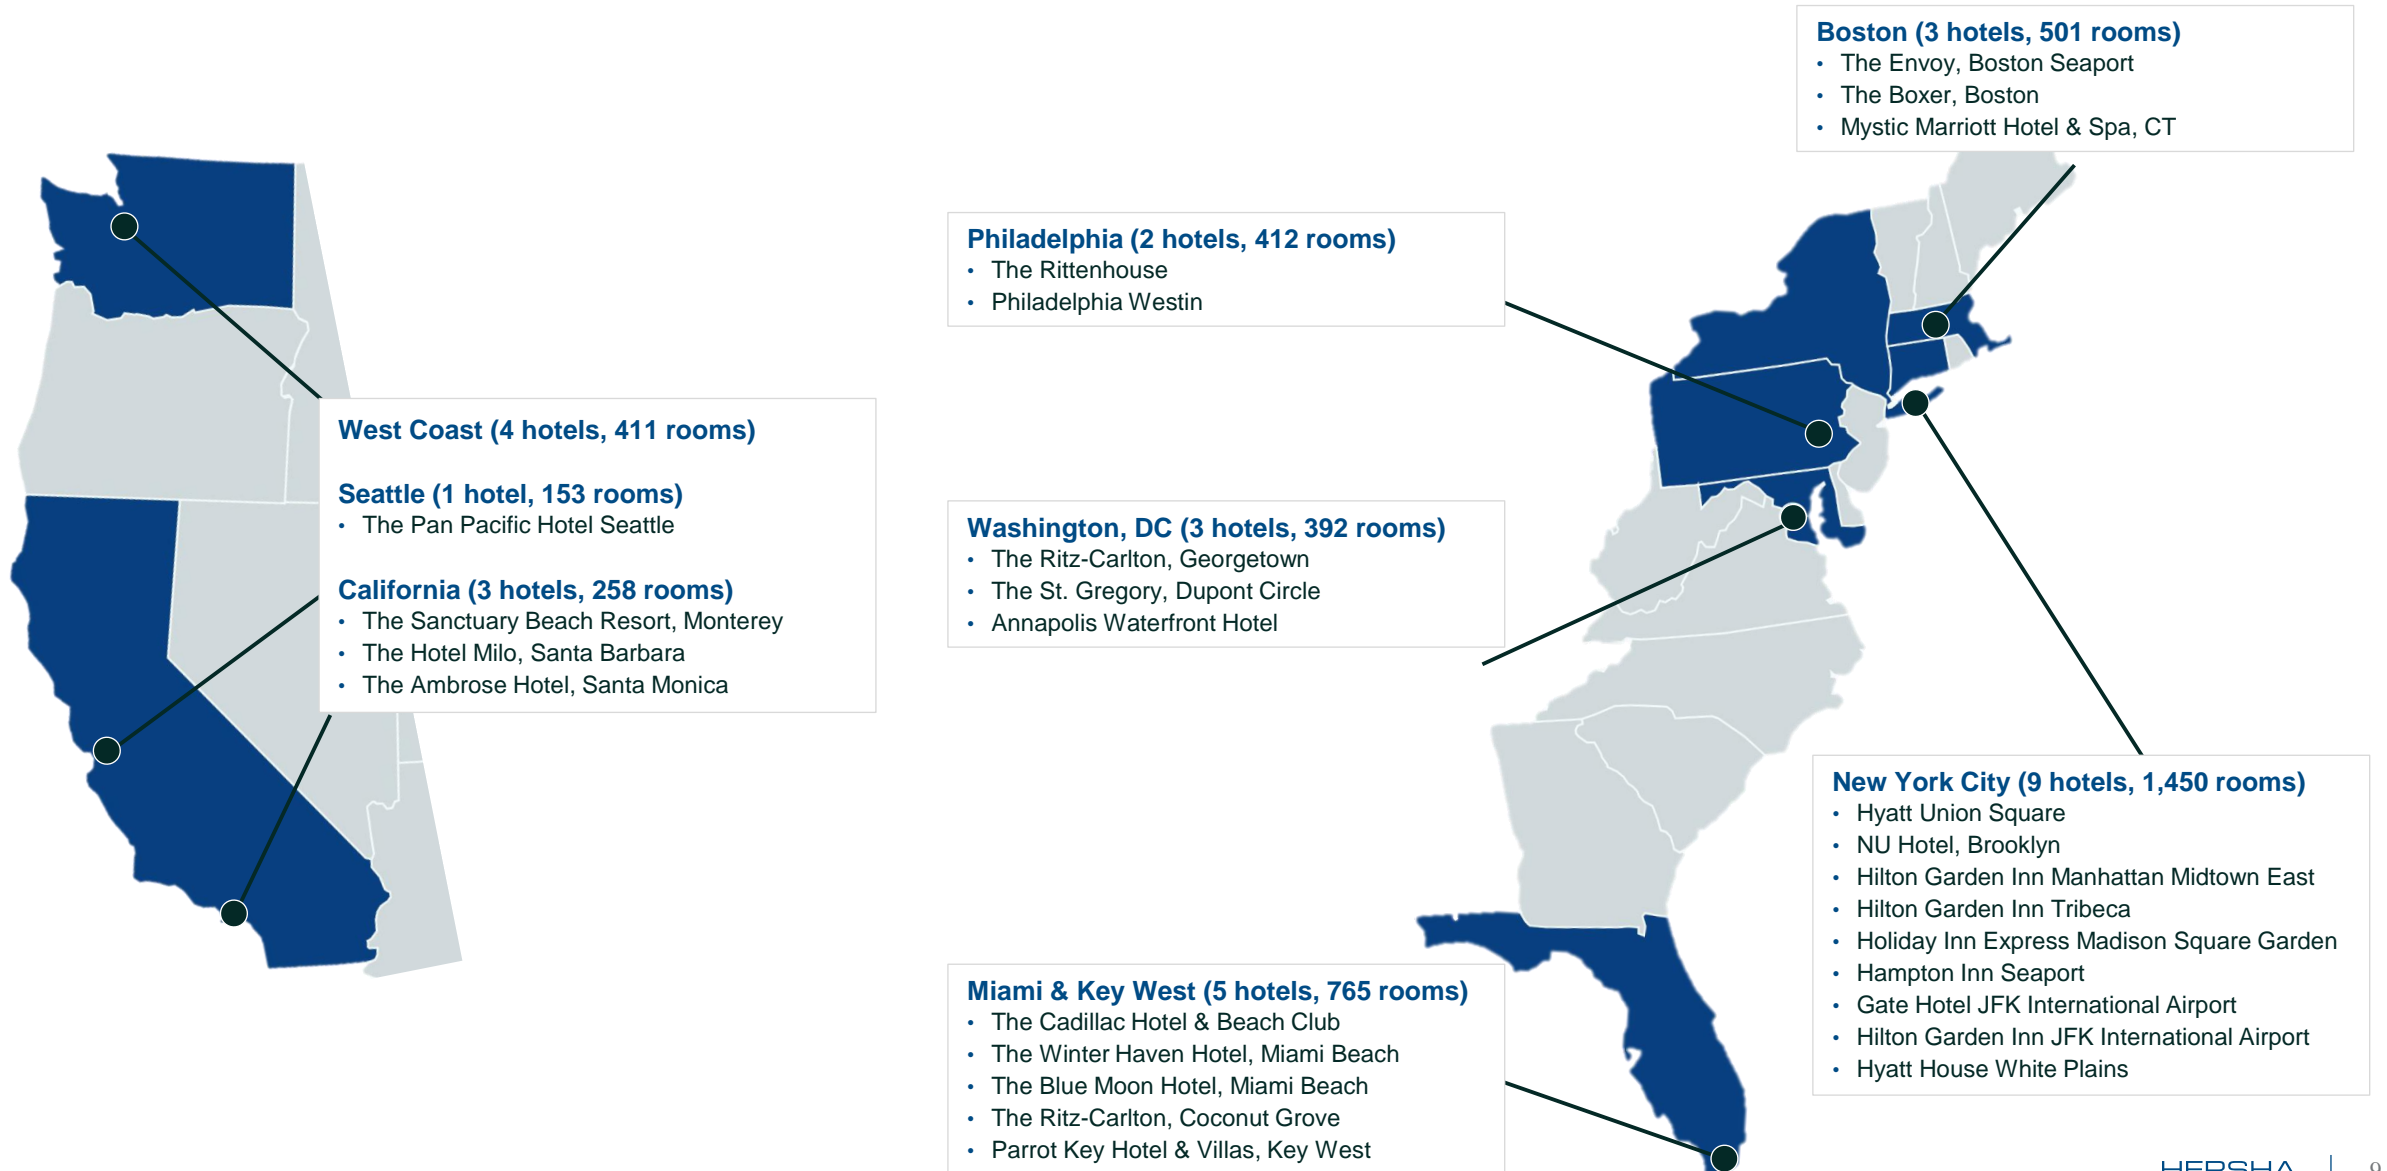 Boston (3 hotels, 501 rooms)
• The Envoy, Boston Seaport
• The Boxer, Boston
• Mystic Marriott Hotel & Spa, CT
Philadelphia (2 hotels, 412 rooms)
• The Rittenhouse
• Philadelphia Westin
West Coast (4 hotels, 411 rooms)
Seattle (1 hotel, 153 rooms)
• The Pan Pacific Hotel Seattle
California (3 hotels, 258 rooms)
• The Sanctuary Beach Resort, Monterey
• The Hotel Milo, Santa Barbara
• The Ambrose Hotel, Santa Monica
Washington, DC (3 hotels, 392 rooms)
• The Ritz-Carlton, Georgetown
• The St. Gregory, Dupont Circle
• Annapolis Waterfront Hotel
New York City (9 hotels, 1,450 rooms)
• Hyatt Union Square
• NU Hotel, Brooklyn
• Hilton Garden Inn Manhattan Midtown East
• Hilton Garden Inn Tribeca
• Holiday Inn Express Madison Square Garden
• Hampton Inn Seaport
• Gate Hotel JFK International Airport
• Hilton Garden Inn JFK International Airport
• Hyatt House White Plains
Miami & Key West (5 hotels, 765 rooms)
• The Cadillac Hotel & Beach Club
• The Winter Haven Hotel, Miami Beach
• The Blue Moon Hotel, Miami Beach
• The Ritz-Carlton, Coconut Grove
• Parrot Key Hotel & Villas, Key West
HERSHA
9